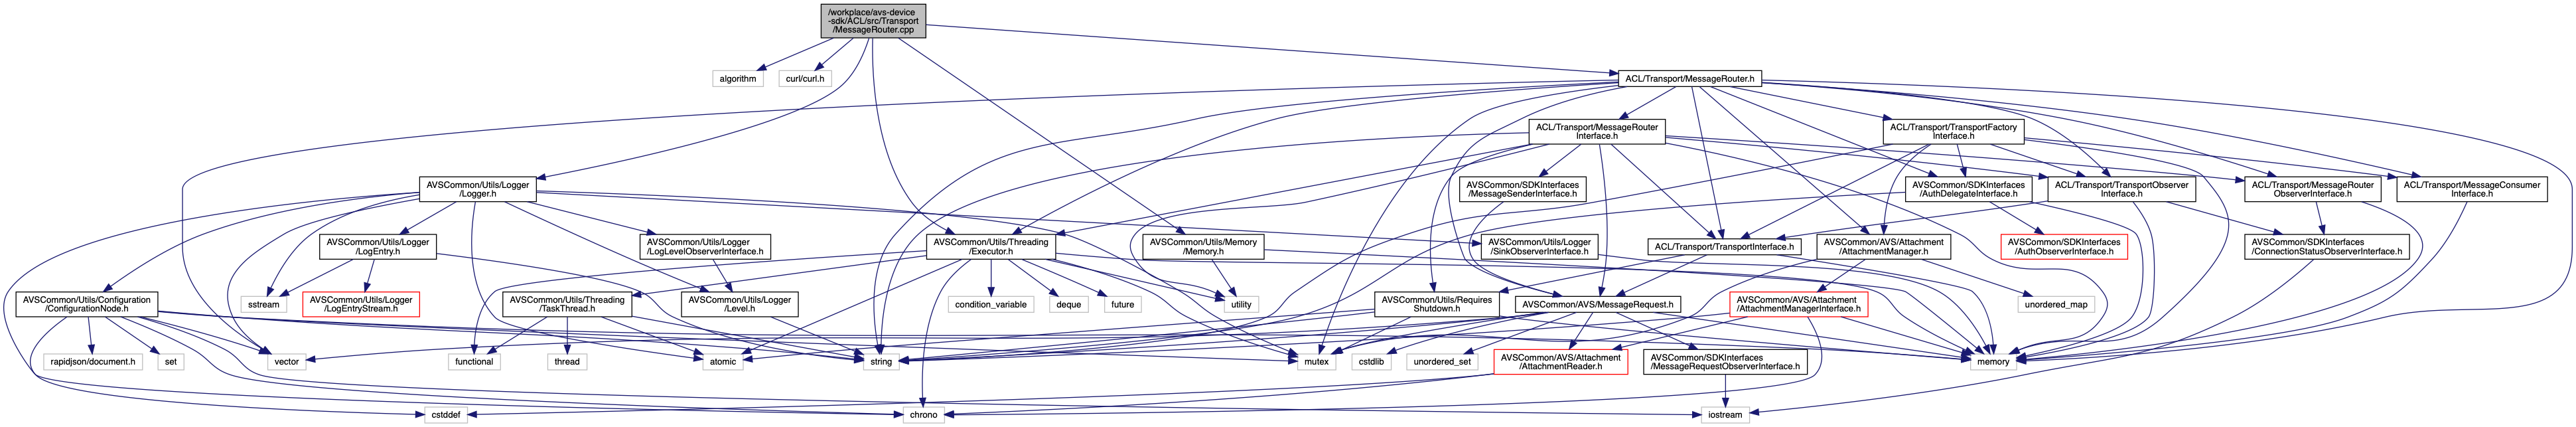 /workplace/avs-device
-sdk/ACL/src/Transport
/MessageRouter.cpp
algorithm
curl/curl.h
ACL/Transport/MessageRouter.h
ACL/Transport/MessageRouter
Interface.h
ACL/Transport/TransportFactory
Interface.h
AVSCommon/Utils/Logger
/Logger.h
AVSCommon/SDKInterfaces
/MessageSenderInterface.h
AVSCommon/SDKInterfaces
/AuthDelegateInterface.h
ACL/Transport/TransportObserver
Interface.h
ACL/Transport/MessageRouter
ObserverInterface.h
ACL/Transport/MessageConsumer
Interface.h
AVSCommon/Utils/Logger
/LogEntry.h
AVSCommon/Utils/Logger
/LogLevelObserverInterface.h
AVSCommon/Utils/Threading
/Executor.h
AVSCommon/Utils/Memory
/Memory.h
AVSCommon/Utils/Logger
/SinkObserverInterface.h
ACL/Transport/TransportInterface.h
AVSCommon/AVS/Attachment
/AttachmentManager.h
AVSCommon/SDKInterfaces
/AuthObserverInterface.h
AVSCommon/SDKInterfaces
/ConnectionStatusObserverInterface.h
AVSCommon/Utils/Configuration
/ConfigurationNode.h
sstream
AVSCommon/Utils/Logger
/LogEntryStream.h
AVSCommon/Utils/Threading
/TaskThread.h
AVSCommon/Utils/Logger
/Level.h
condition_variable
deque
future
utility
AVSCommon/Utils/Requires
Shutdown.h
AVSCommon/AVS/MessageRequest.h
AVSCommon/AVS/Attachment
/AttachmentManagerInterface.h
unordered_map
rapidjson/document.h
set
vector
functional
thread
atomic
string
mutex
cstdlib
unordered_set
AVSCommon/AVS/Attachment
/AttachmentReader.h
AVSCommon/SDKInterfaces
/MessageRequestObserverInterface.h
memory
cstddef
chrono
iostream